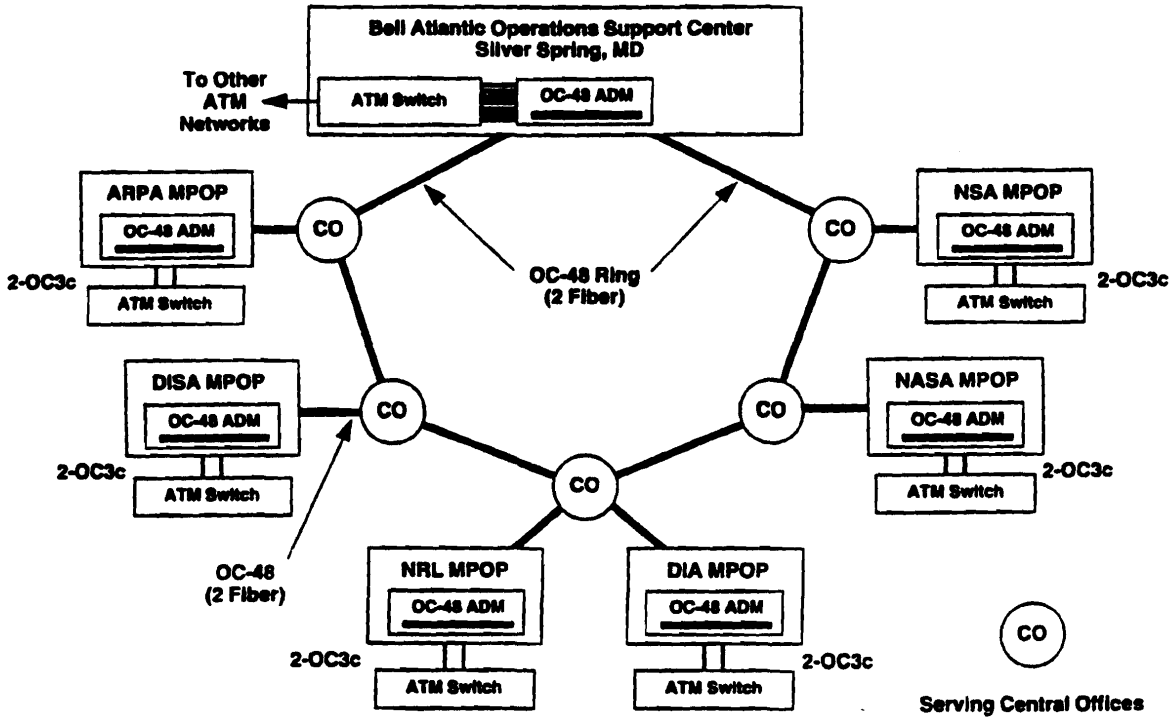 Bell Atlantic Operations Support Center
Silver Spring, MD
To Other
ATM
Networks
ATM Switch
OC-48 ADM
ARPA MPOP
OC-48 ADM
2-OC3c
ATM Switch
CO
CO
NSA MPOP
OC-48 ADM
2-OC3c
ATM Switch
OC-48 Ring
(2 Fiber)
DISA MPOP
OC-48 ADM
2-OC3c
ATM Switch
CO
CO
NASA MPOP
OC-48 ADM
2-OC3c
ATM Switch
CO
OC-48
(2 Fiber)
NRL MPOP
OC-48 ADM
2-OC3c
ATM Switch
DIA MPOP
OC-48 ADM
2-OC3c
ATM Switch
CO
Serving Central Offices